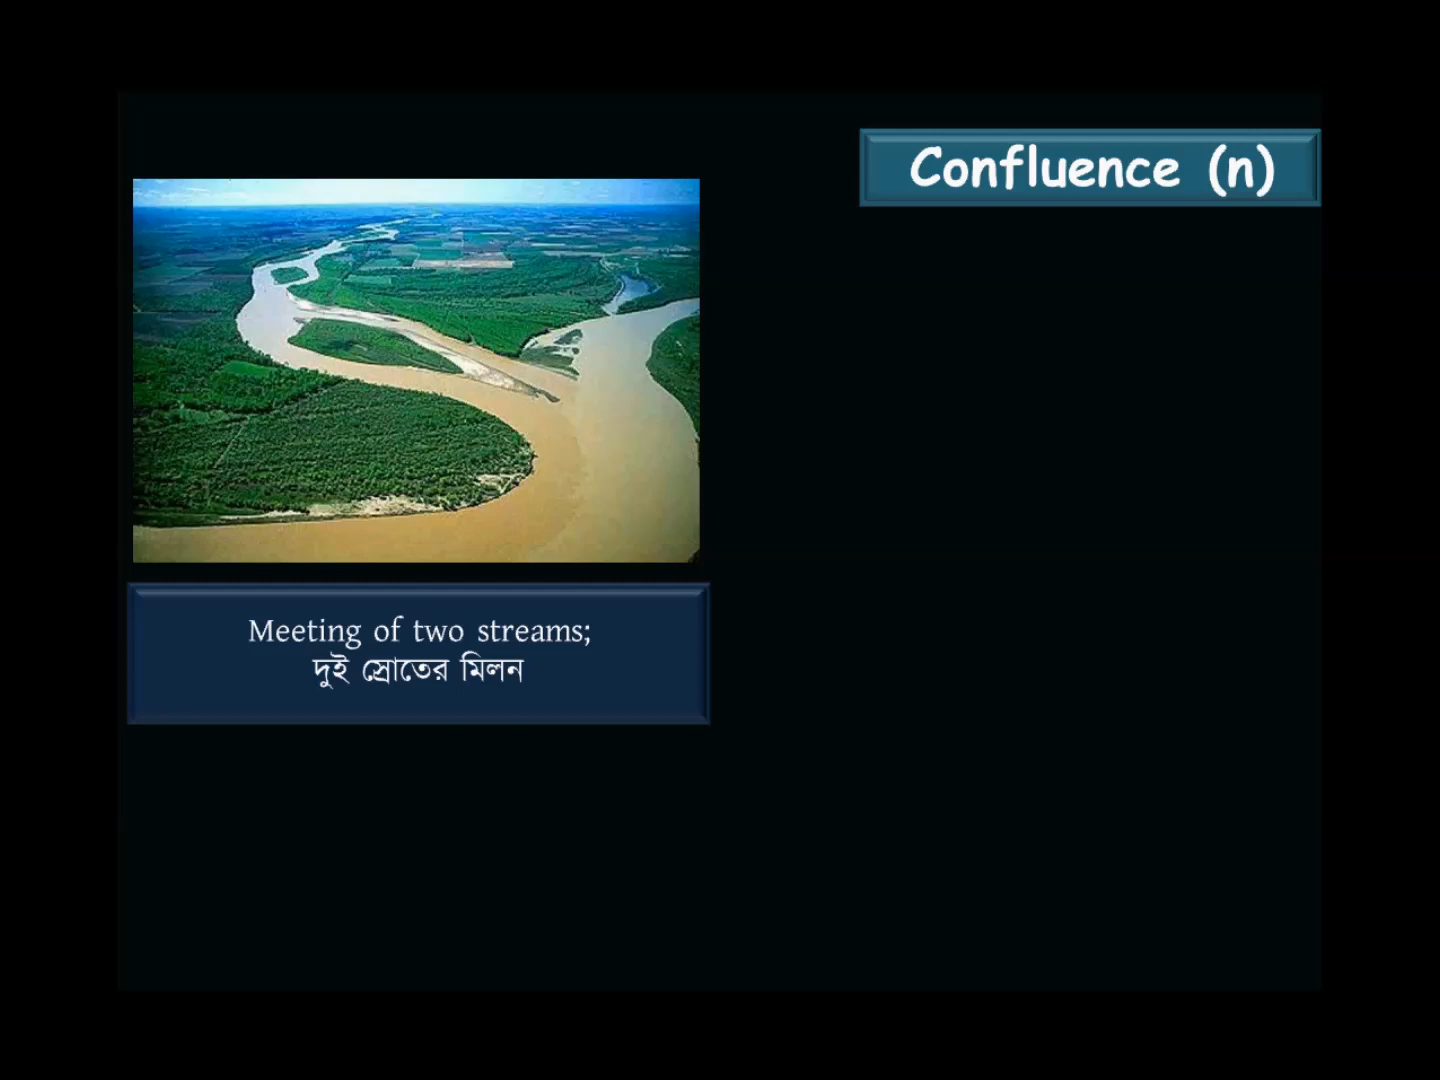 Confluence (n)
Meeting of two streams;
দুই স্রোতের মিলন